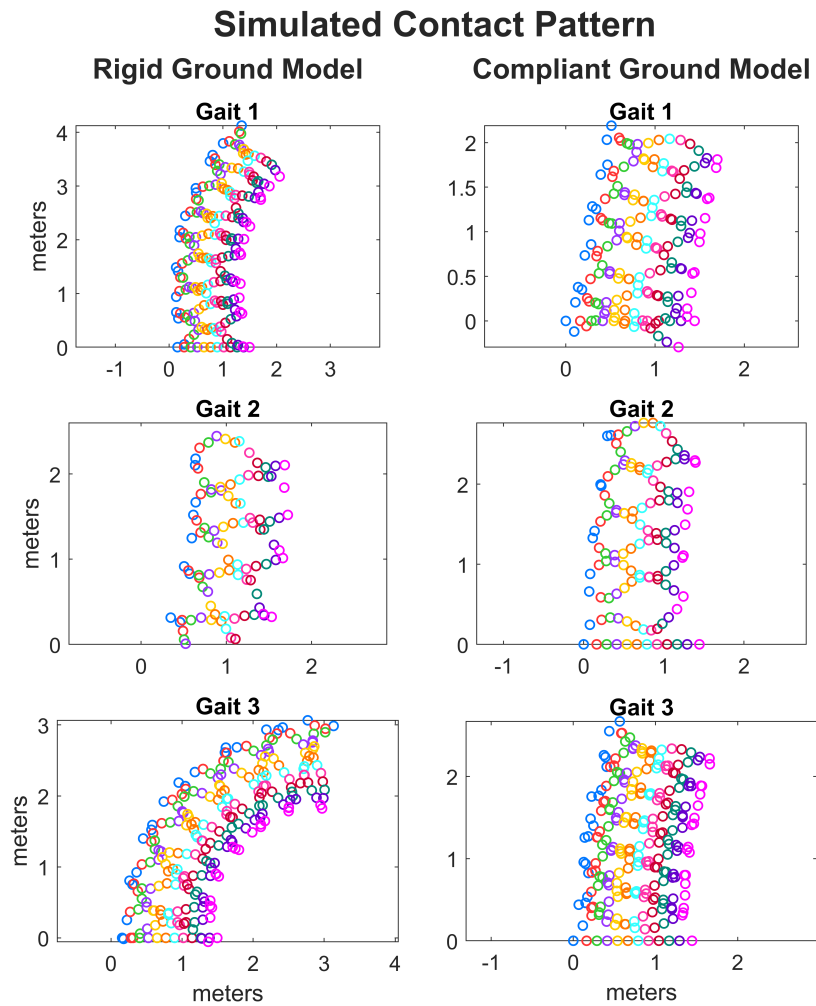 Simulated Contact Pattern
Rigid Ground Model
Compliant Ground Model
Gait 1
4
3
2
1
0
meters
-1 0 1 2 3
Gait 1
2
1.5
1
0.5
0
0 1 2
Gait 2
2
1
0
meters
0 1 2
Gait 2
2
1
0
-1 0 1 2
Gait 3
3
2
1
0
meters
0 1 2 3 4
meters
Gait 3
2
1
0
-1 0 1 2
meters